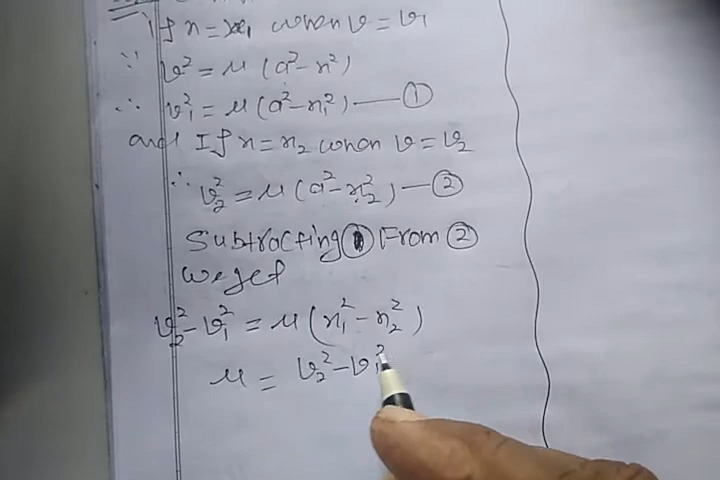 If x = x₁ when v = v₁
∵ v² = μ (a² - x²)
∴ v₁² = μ (a² - x₁²) — ①
and If x = x₂ when v = v₂
∴ v₂² = μ (a² - x₂²) — ②
Subtracting ① From ②
we get
v₂² - v₁² = μ (x₁² - x₂²)
μ = v₂² - v₁²